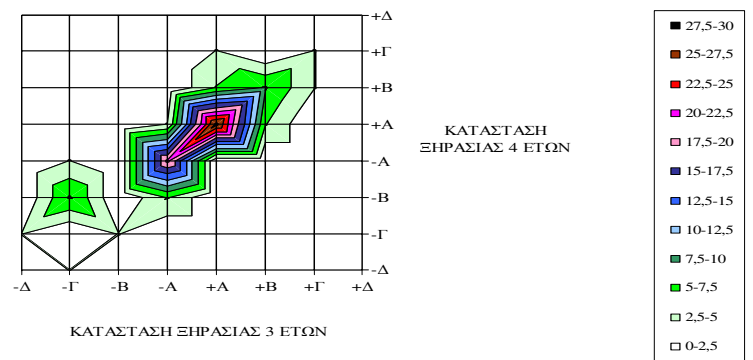 +Δ
+Γ
+Β
+Α
-Α
-Β
-Γ
-Δ
-Δ -Γ -Β -Α +Α +Β +Γ +Δ
ΚΑΤΑΣΤΑΣΗ ΞΗΡΑΣΙΑΣ 3 ΕΤΩΝ
ΚΑΤΑΣΤΑΣΗ
ΞΗΡΑΣΙΑΣ 4 ΕΤΩΝ
27,5-30
25-27,5
22,5-25
20-22,5
17,5-20
15-17,5
12,5-15
10-12,5
7,5-10
5-7,5
2,5-5
0-2,5